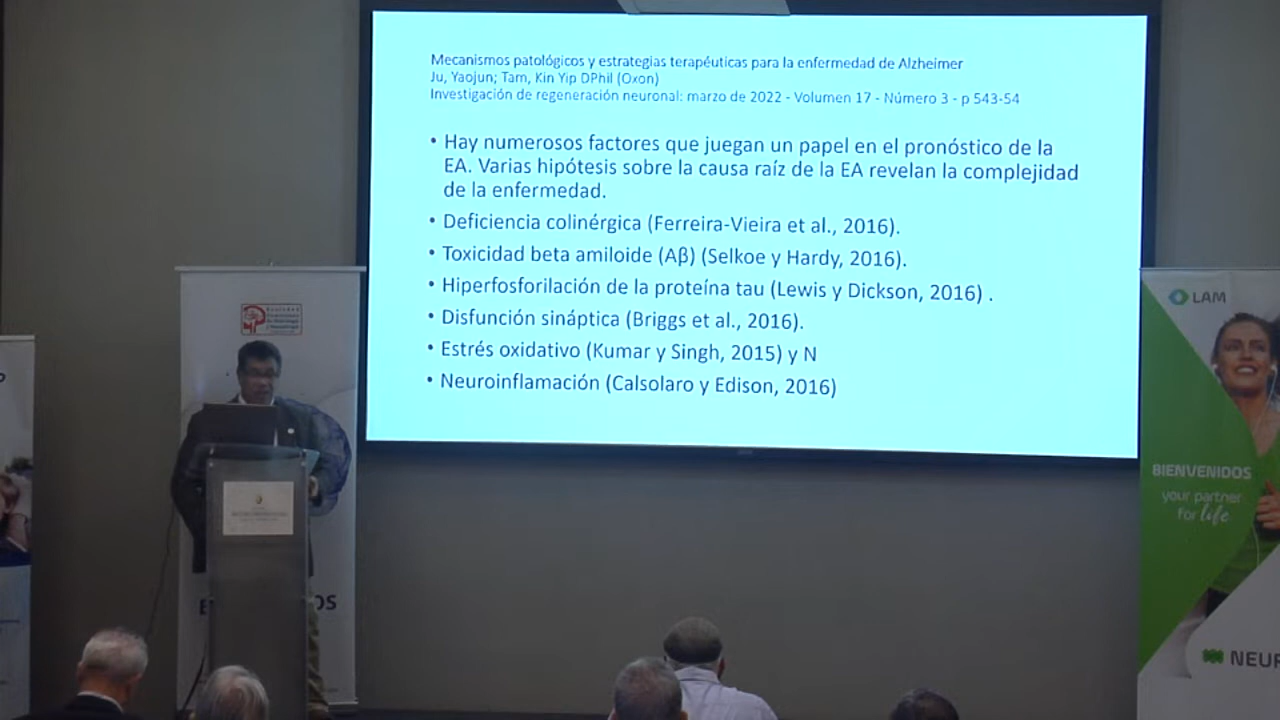 Mecanismos patológicos y estrategias terapéuticas para la enfermedad de Alzheimer
Ju, Yaojun; Tam, Kin Yip DPhil (Oxon)
Investigación de regeneración neuronal: marzo de 2022 - Volumen 17 - Número 3 - p 543-54
• Hay numerosos factores que juegan un papel en el pronóstico de la
EA. Varias hipótesis sobre la causa raíz de la EA revelan la complejidad
de la enfermedad.
• Deficiencia colinérgica (Ferreira-Vieira et al., 2016).
• Toxicidad beta amiloide (Aβ) (Selkoe y Hardy, 2016).
• Hiperfosforilación de la proteína tau (Lewis y Dickson, 2016) .
• Disfunción sináptica (Briggs et al., 2016).
• Estrés oxidativo (Kumar y Singh, 2015) y N
• Neuroinflamación (Calsolaro y Edison, 2016)
LAM
BIENVENIDOS
your partner
for life
NEUR